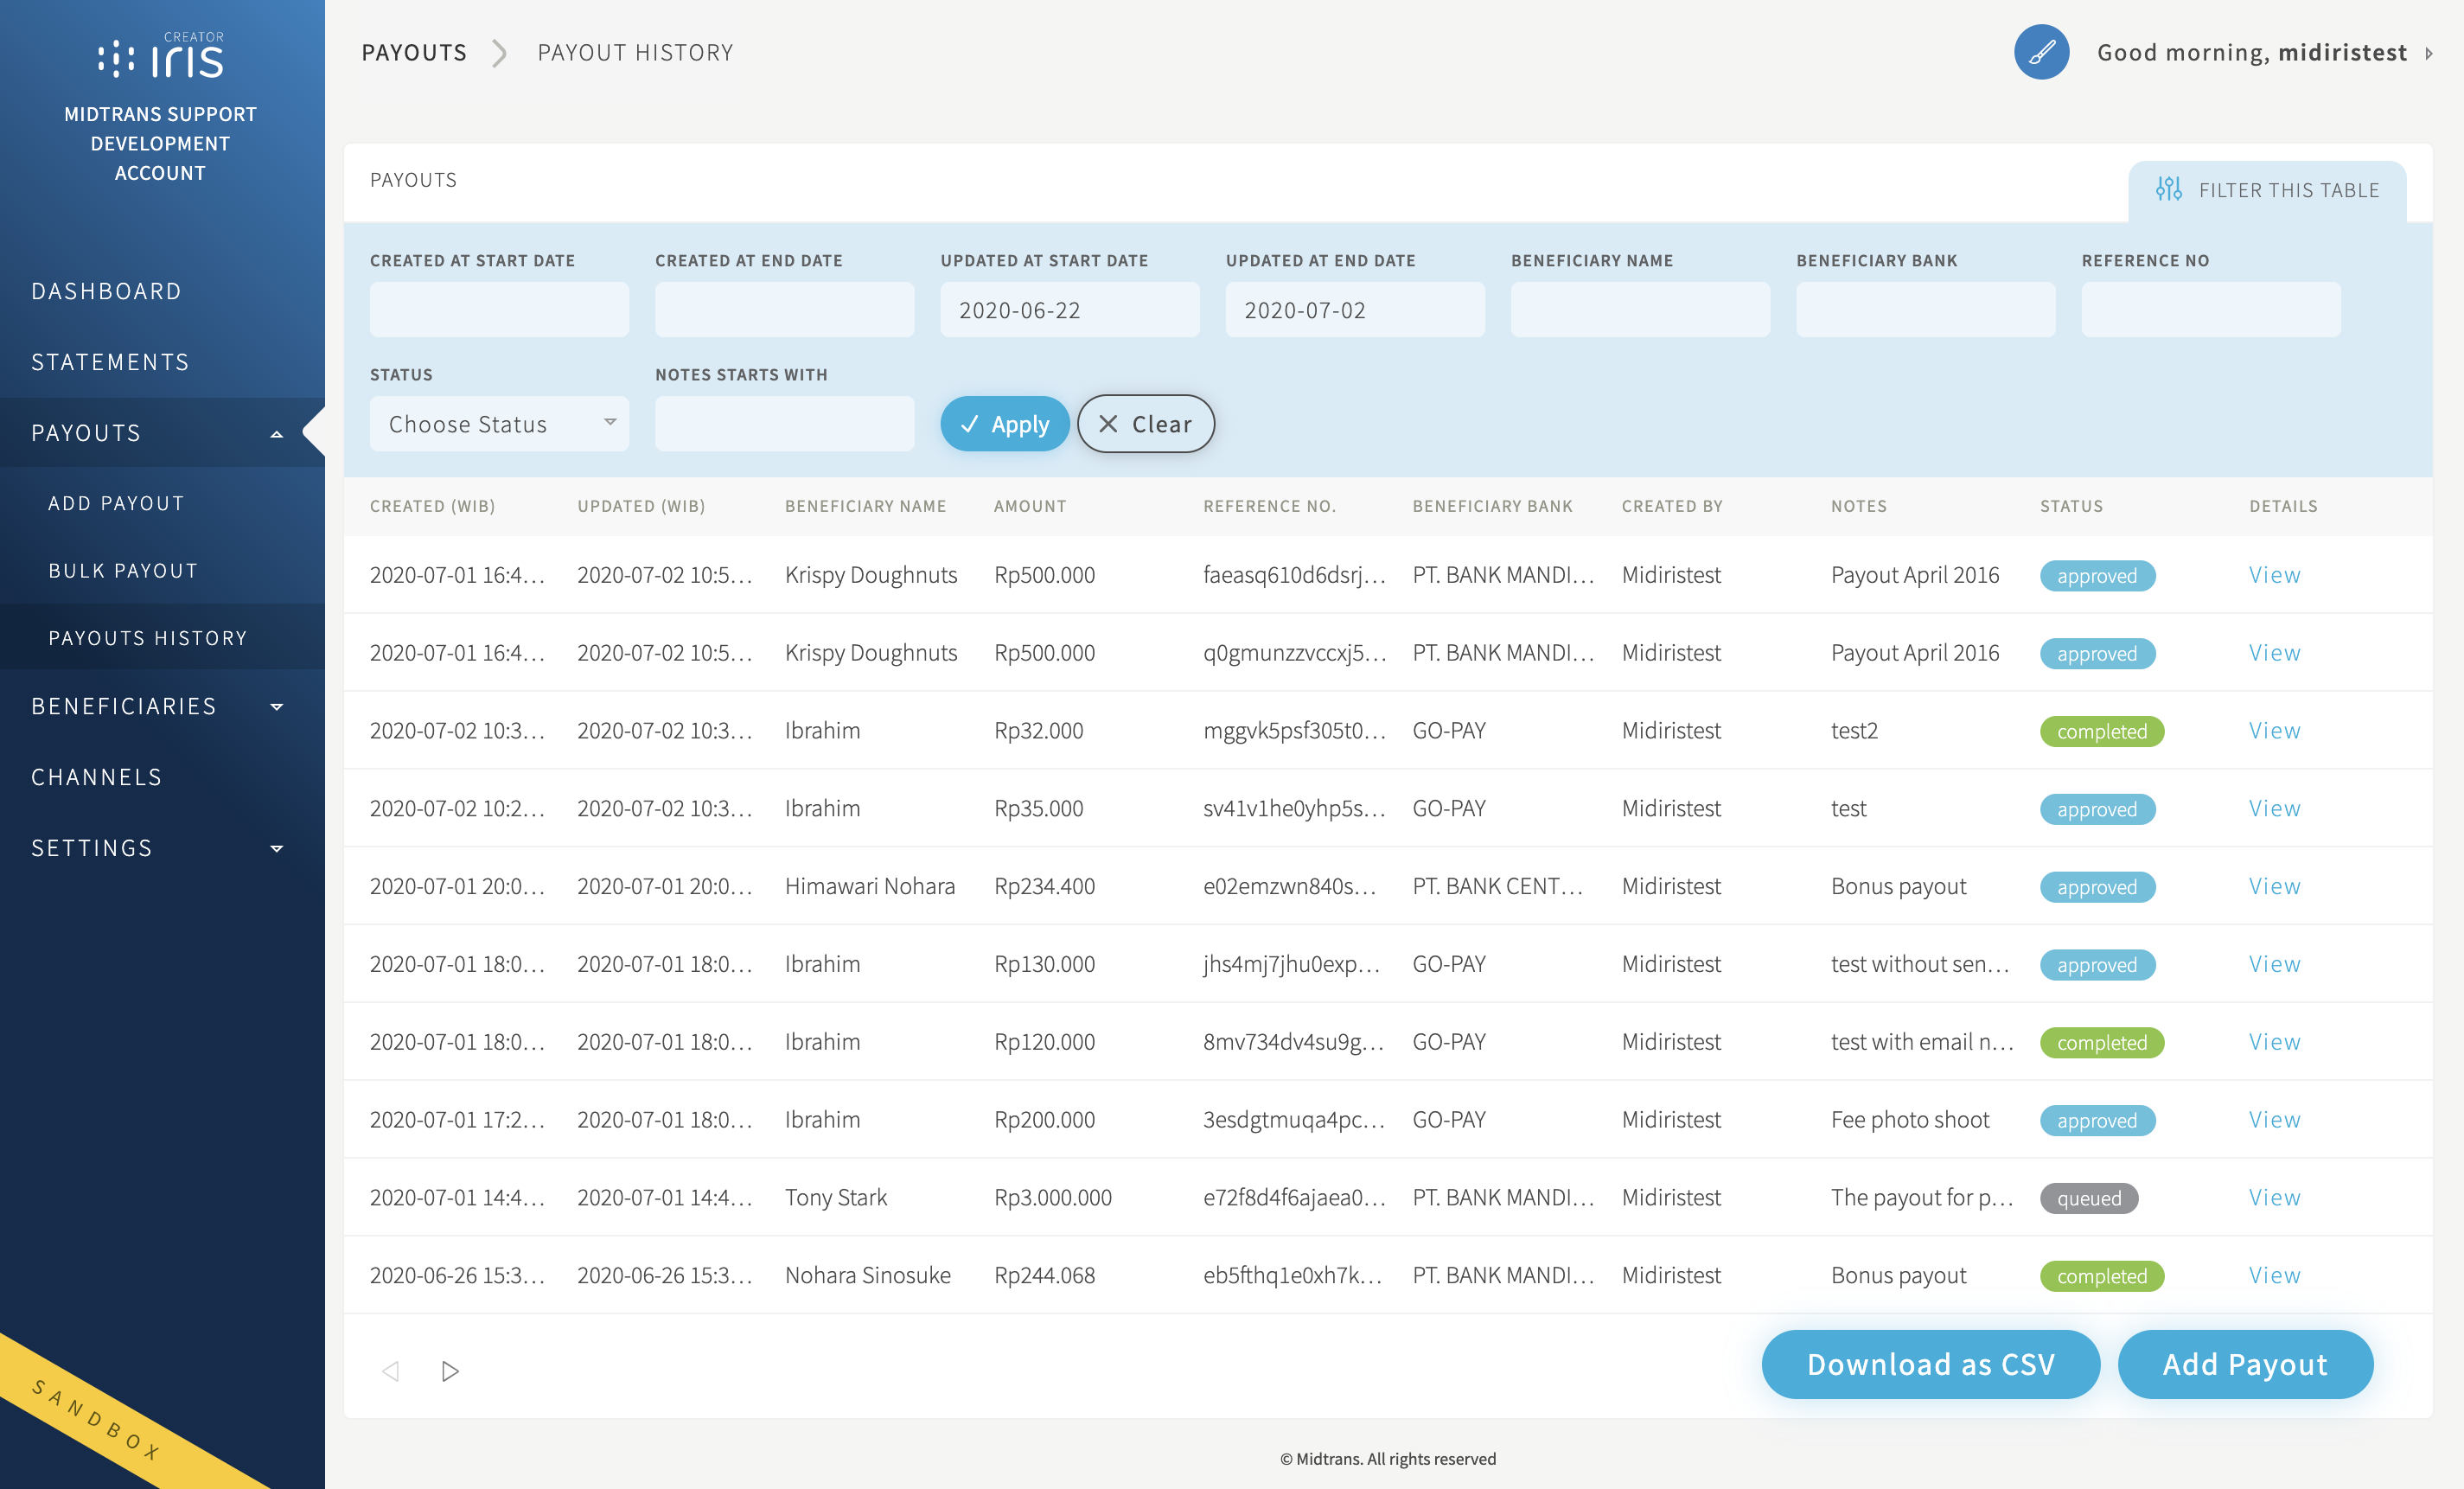 CREATOR
iris
MIDTRANS SUPPORT
DEVELOPMENT
ACCOUNT
DASHBOARD
STATEMENTS
PAYOUTS
ADD PAYOUT
BULK PAYOUT
PAYOUTS HISTORY
BENEFICIARIES
CHANNELS
SETTINGS
SANDBOX
PAYOUTS PAYOUT HISTORY
Good morning, midiristest
PAYOUTS
FILTER THIS TABLE
CREATED AT START DATE CREATED AT END DATE UPDATED AT START DATE UPDATED AT END DATE BENEFICIARY NAME BENEFICIARY BANK REFERENCE NO
2020-06-22 2020-07-02
STATUS NOTES STARTS WITH
Choose Status Apply Clear
CREATED (WIB) UPDATED (WIB) BENEFICIARY NAME AMOUNT REFERENCE NO. BENEFICIARY BANK CREATED BY NOTES STATUS DETAILS
2020-07-01 16:4... 2020-07-02 10:5... Krispy Doughnuts Rp500.000 faeasq610d6dsrj... PT. BANK MANDI... Midiristest Payout April 2016 approved View
2020-07-01 16:4... 2020-07-02 10:5... Krispy Doughnuts Rp500.000 q0gmunzzvccxj5... PT. BANK MANDI... Midiristest Payout April 2016 approved View
2020-07-02 10:3... 2020-07-02 10:3... Ibrahim Rp32.000 mggvk5psf305t0... GO-PAY Midiristest test2 completed View
2020-07-02 10:2... 2020-07-02 10:3... Ibrahim Rp35.000 sv41v1he0yhp5s... GO-PAY Midiristest test approved View
2020-07-01 20:0... 2020-07-01 20:0... Himawari Nohara Rp234.400 e02emzwn840s... PT. BANK CENT... Midiristest Bonus payout approved View
2020-07-01 18:0... 2020-07-01 18:0... Ibrahim Rp130.000 jhs4mj7jhu0exp... GO-PAY Midiristest test without sen... approved View
2020-07-01 18:0... 2020-07-01 18:0... Ibrahim Rp120.000 8mv734dv4su9g... GO-PAY Midiristest test with email n... completed View
2020-07-01 17:2... 2020-07-01 18:0... Ibrahim Rp200.000 3esdgtmuqa4pc... GO-PAY Midiristest Fee photo shoot approved View
2020-07-01 14:4... 2020-07-01 14:4... Tony Stark Rp3.000.000 e72f8d4f6ajaea0... PT. BANK MANDI... Midiristest The payout for p... queued View
2020-06-26 15:3... 2020-06-26 15:3... Nohara Sinosuke Rp244.068 eb5fthq1e0xh7k... PT. BANK MANDI... Midiristest Bonus payout completed View
Download as CSV Add Payout
© Midtrans. All rights reserved